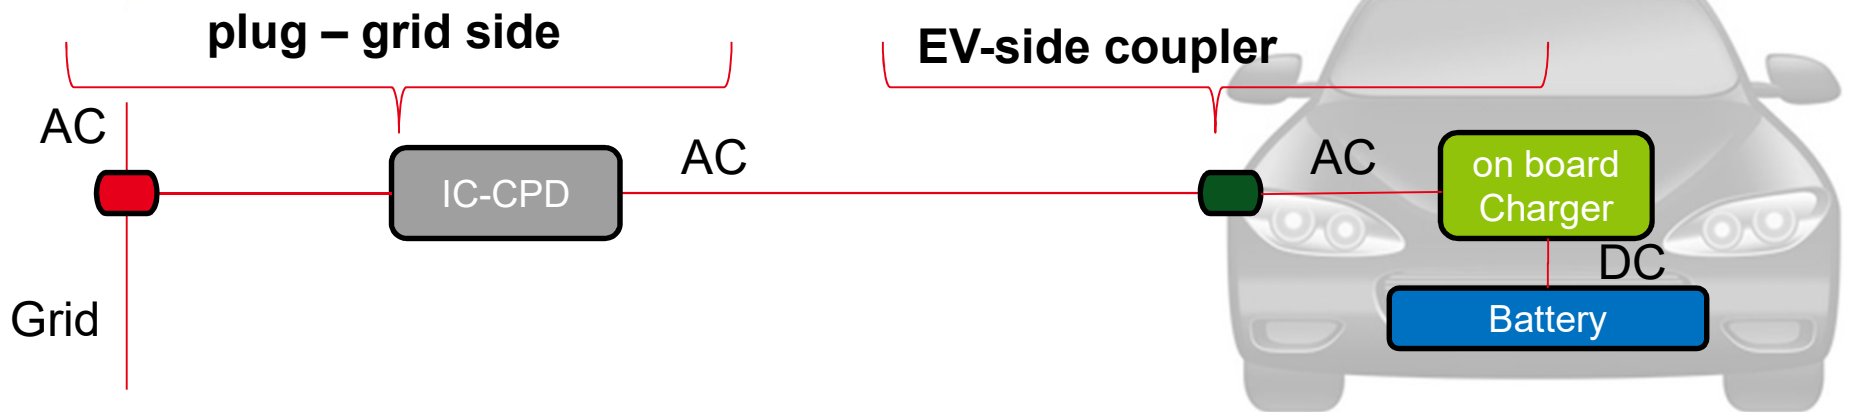 plug – grid side
EV-side coupler
AC
IC-CPD
AC
AC
on board
Charger
DC
Grid
Battery